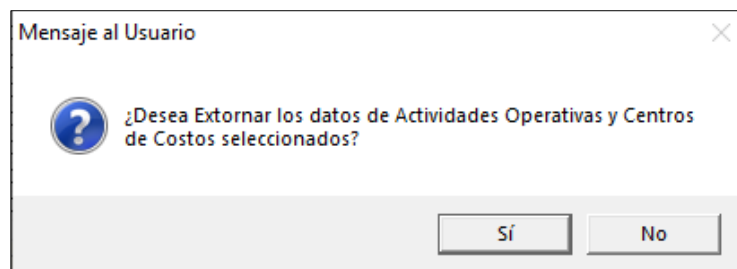 Mensaje al Usuario
¿Desea Extornar los datos de Actividades Operativas y Centros
de Costos seleccionados?
Sí
No